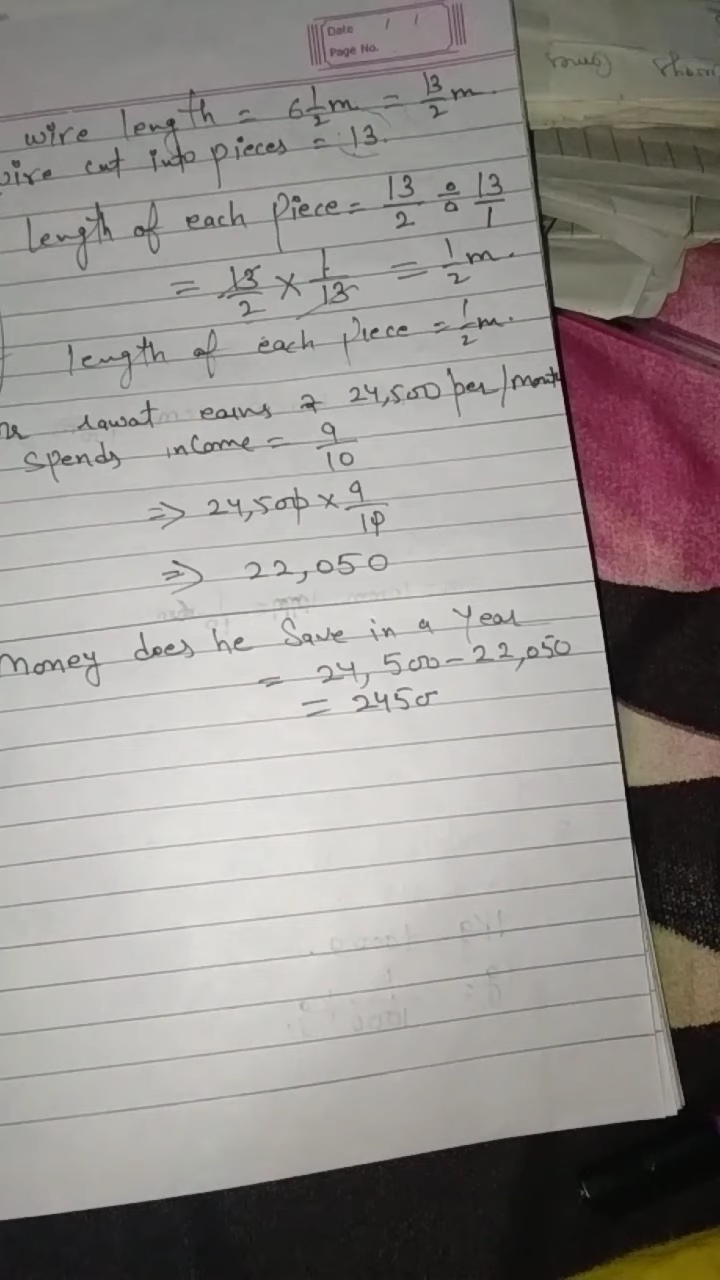 Date / /
Page No.
wire length = 6 1/2 m = 13/2 m.
wire cut into pieces = 13.
length of each Piece = 13/2 ÷ 13/1
= 13/2 × 1/13 = 1/2 m.
length of each piece = 1/2 m.
rawat earns ₹ 24,500 per/month
spends income = 9/10
=> 24,500 × 9/10
=> 22,050
Money does he Save in a Year
= 24,500 - 22,050
= 2450